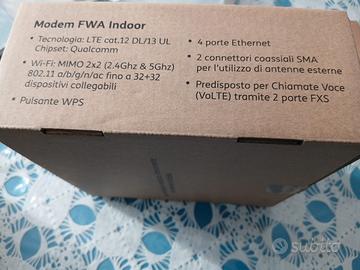 Modem FWA Indoor
• Tecnologia: LTE cat.12 DL/13 UL
Chipset: Qualcomm
• Wi-Fi: MIMO 2x2 (2.4Ghz & 5Ghz)
802.11 a/b/g/n/ac fino a 32+32
dispositivi collegabili
• Pulsante WPS
• 4 porte Ethernet
• 2 connettori coassiali SMA
per l'utilizzo di antenne esterne
• Predisposto per Chiamate Voce
(VoLTE) tramite 2 porte FXS
subito